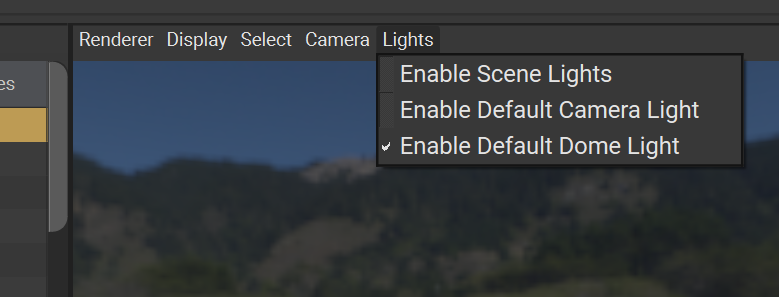 Renderer Display Select Camera Lights
es
Enable Scene Lights
Enable Default Camera Light
Enable Default Dome Light